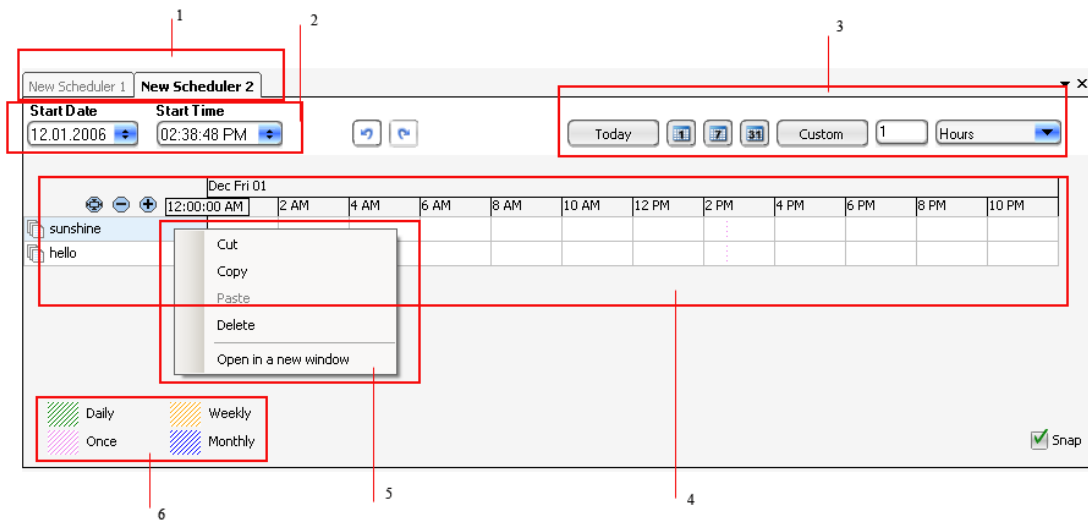 1
2
3
New Scheduler 1 New Scheduler 2
Start Date Start Time
12.01.2006 02:38:48 PM Today 1 7 31 Custom 1 Hours
Dec Fri 01
12:00:00 AM 2 AM 4 AM 6 AM 8 AM 10 AM 12 PM 2 PM 4 PM 6 PM 8 PM 10 PM
sunshine
hello
Cut
Copy
Paste
Delete
Open in a new window
Daily Weekly
Once Monthly
Snap
5
4
6